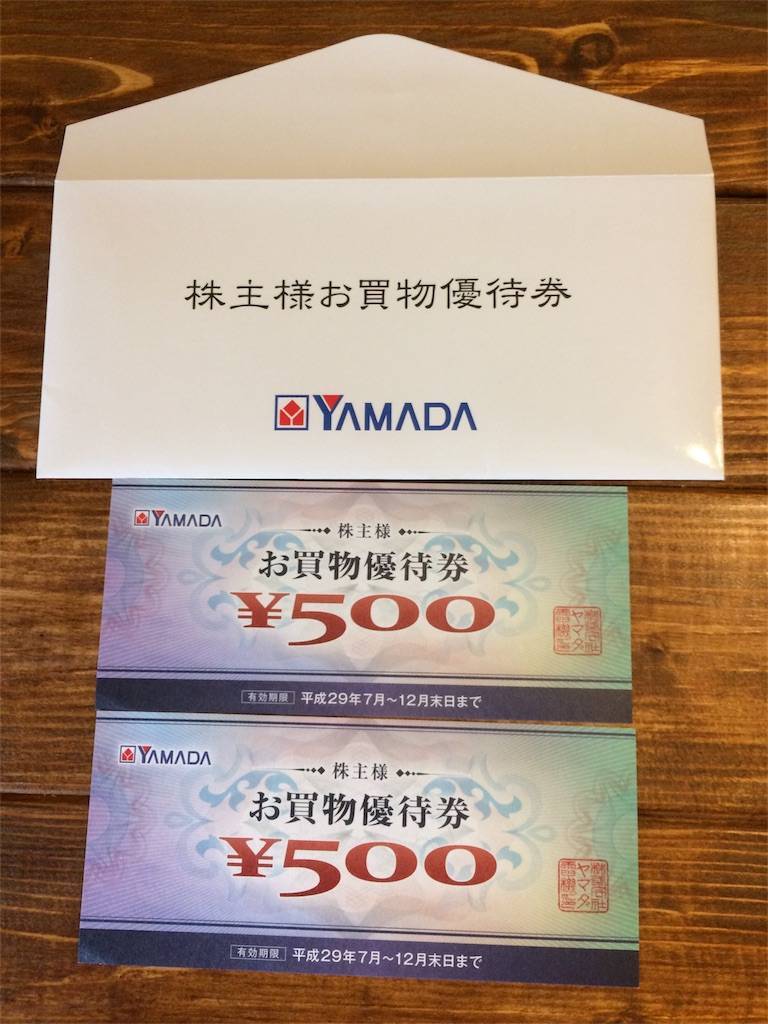 株主様お買物優待券
YAMADA
YAMADA
株主様
お買物優待券
¥500
有効期限 平成29年7月~12月末日まで
YAMADA
株主様
お買物優待券
¥500
有効期限 平成29年7月~12月末日まで